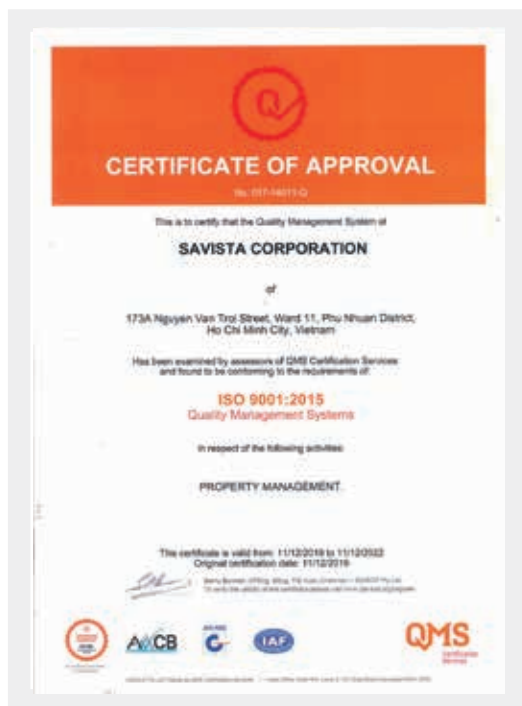 Q
CERTIFICATE OF APPROVAL
This is to certify that the Quality Management System of
SAVISTA CORPORATION
of
173A Nguyen Van Troi Street, Ward 11, Phu Nhuan District,
Ho Chi Minh City, Vietnam
Has been examined by assessors of QMS Certification Services
and found to be conforming to the requirements of:
ISO 9001:2015
Quality Management Systems
in respect of the following activities:
PROPERTY MANAGEMENT
This certificate is valid from: 11/12/2019 to 11/12/2022
Original certification date: 11/12/2019
IAF
QMS
Certification
Services